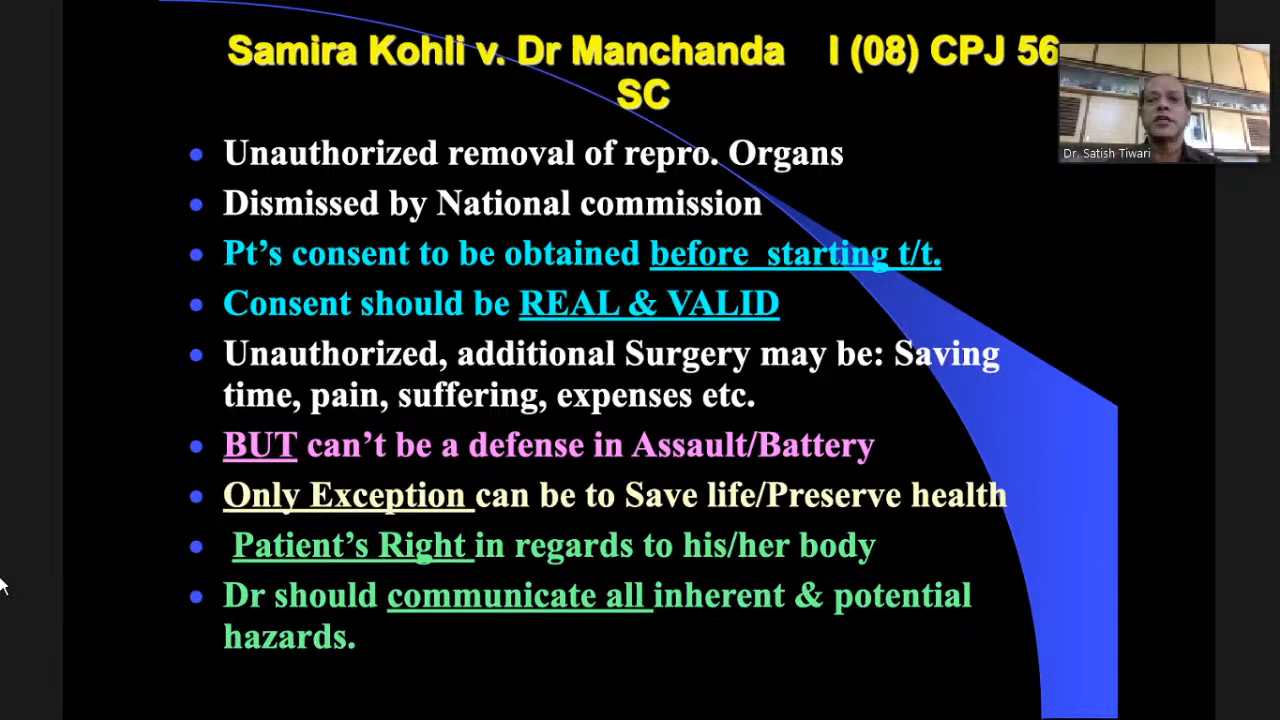 Samira Kohli v. Dr Manchanda I (08) CPJ 56
SC
Dr. Satish Tiwari
Unauthorized removal of repro. Organs
Dismissed by National commission
Pt's consent to be obtained before starting t/t.
Consent should be REAL & VALID
Unauthorized, additional Surgery may be: Saving
time, pain, suffering, expenses etc.
BUT can't be a defense in Assault/Battery
Only Exception can be to Save life/Preserve health
Patient's Right in regards to his/her body
Dr should communicate all inherent & potential
hazards.